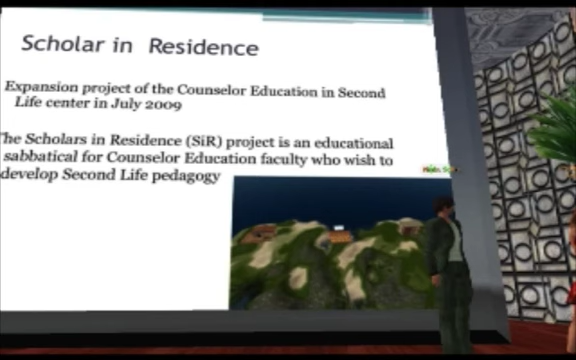 Scholar in Residence
Expansion project of the Counselor Education in Second
Life center in July 2009
The Scholars in Residence (SiR) project is an educational
sabbatical for Counselor Education faculty who wish to
develop Second Life pedagogy